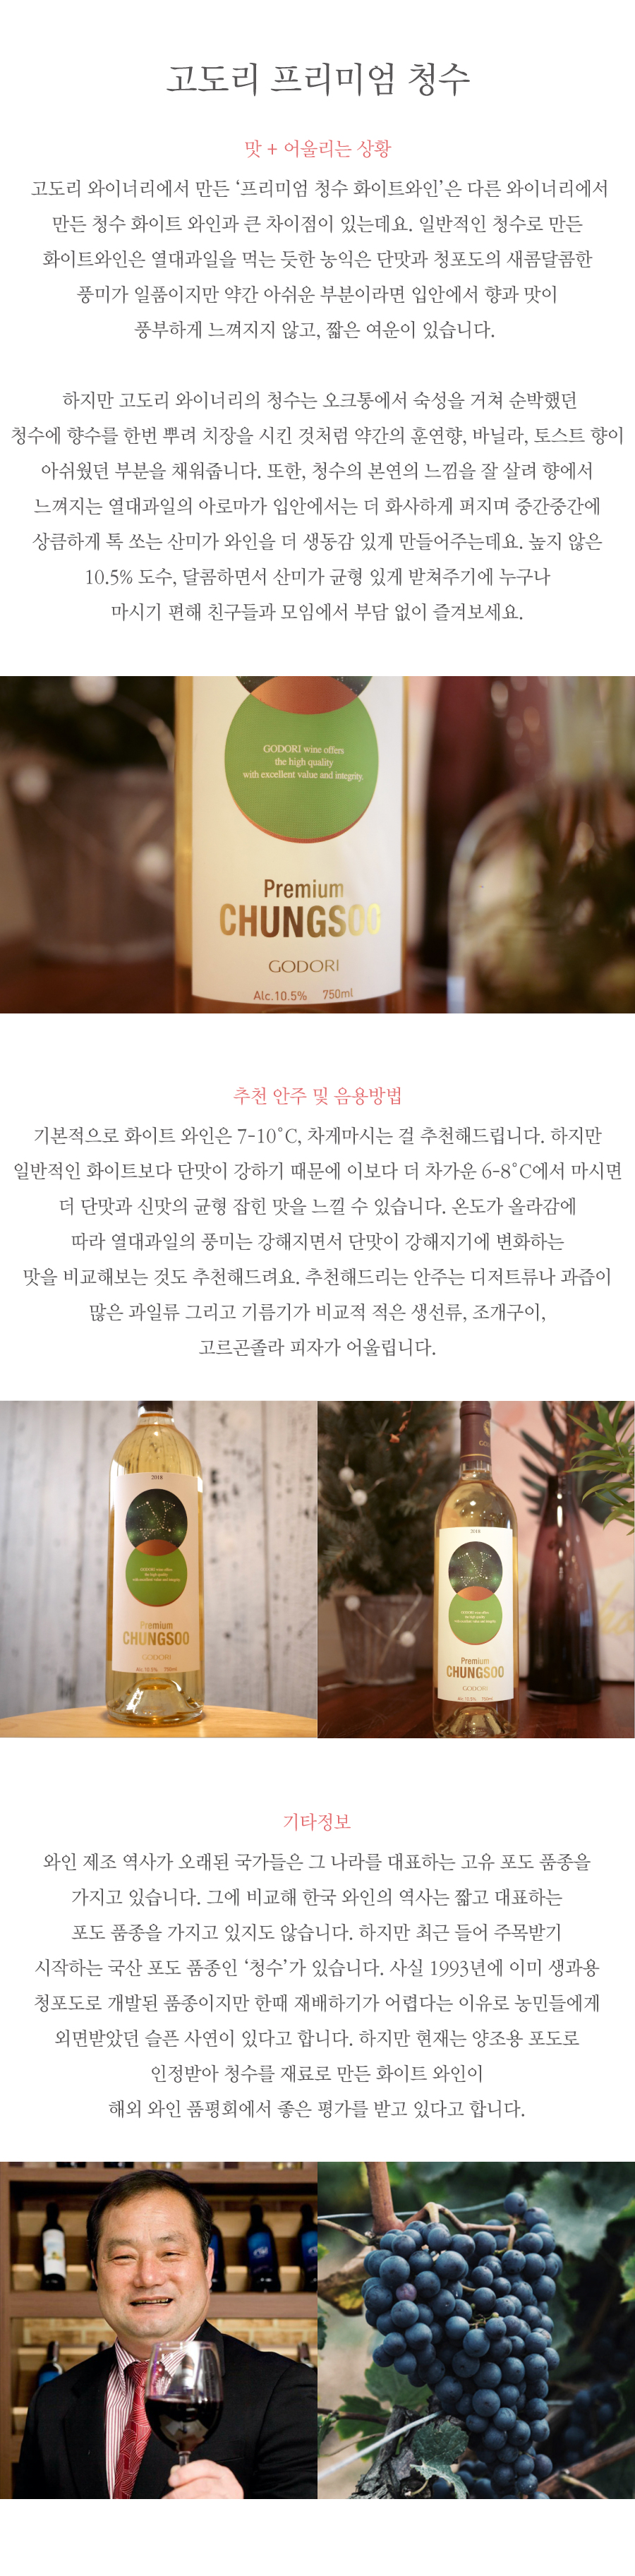 고도리 프리미엄 청수
맛 + 어울리는 상황
고도리 와이너리에서 만든 ‘프리미엄 청수 화이트와인’은 다른 와이너리에서
만든 청수 화이트 와인과 큰 차이점이 있는데요. 일반적인 청수로 만든
화이트와인은 열대과일을 먹는 듯한 농익은 단맛과 청포도의 새콤달콤한
풍미가 일품이지만 약간 아쉬운 부분이라면 입안에서 향과 맛이
풍부하게 느껴지지 않고, 짧은 여운이 있습니다.
하지만 고도리 와이너리의 청수는 오크통에서 숙성을 거쳐 순박했던
청수에 향수를 한번 뿌려 치장을 시킨 것처럼 약간의 훈연향, 바닐라, 토스트 향이
아쉬웠던 부분을 채워줍니다. 또한, 청수의 본연의 느낌을 잘 살려 향에서
느껴지는 열대과일의 아로마가 입안에서는 더 화사하게 퍼지며 중간중간에
상큼하게 톡 쏘는 산미가 와인을 더 생동감 있게 만들어주는데요. 높지 않은
10.5% 도수, 달콤하면서 산미가 균형 있게 받쳐주기에 누구나
마시기 편해 친구들과 모임에서 부담 없이 즐겨보세요.
GODORI wine offers
the high quality
with excellent value and integrity.
Premium
CHUNGSOO
GODORI
Alc.10.5% 750ml
추천 안주 및 음용방법
기본적으로 화이트 와인은 7-10°C, 차게마시는 걸 추천해드립니다. 하지만
일반적인 화이트보다 단맛이 강하기 때문에 이보다 더 차가운 6-8°C에서 마시면
더 단맛과 신맛의 균형 잡힌 맛을 느낄 수 있습니다. 온도가 올라감에
따라 열대과일의 풍미는 강해지면서 단맛이 강해지기에 변화하는
맛을 비교해보는 것도 추천해드려요. 추천해드리는 안주는 디저트류나 과즙이
많은 과일류 그리고 기름기가 비교적 적은 생선류, 조개구이,
고르곤졸라 피자가 어울립니다.
2018
GODORI wine offers
the high quality
with excellent value and integrity.
Premium
CHUNGSOO
GODORI
Alc.10.5% 750ml
2018
GODORI wine offers
the high quality
with excellent value and integrity.
Premium
CHUNGSOO
GODORI
Alc.10.5% 750ml
기타정보
와인 제조 역사가 오래된 국가들은 그 나라를 대표하는 고유 포도 품종을
가지고 있습니다. 그에 비교해 한국 와인의 역사는 짧고 대표하는
포도 품종을 가지고 있지도 않습니다. 하지만 최근 들어 주목받기
시작하는 국산 포도 품종인 ‘청수’가 있습니다. 사실 1993년에 이미 생과용
청포도로 개발된 품종이지만 한때 재배하기가 어렵다는 이유로 농민들에게
외면받았던 슬픈 사연이 있다고 합니다. 하지만 현재는 양조용 포도로
인정받아 청수를 재료로 만든 화이트 와인이
해외 와인 품평회에서 좋은 평가를 받고 있다고 합니다.